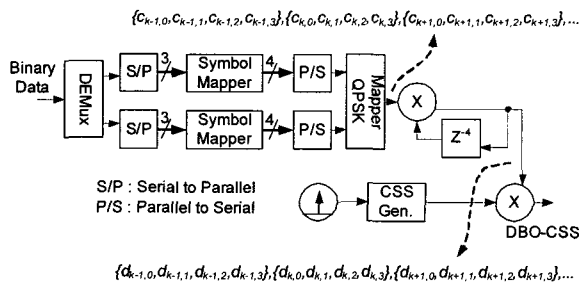 {c_{k-1,0}, c_{k-1,1}, c_{k-1,2}, c_{k-1,3}},{c_{k,0}, c_{k,1}, c_{k,2}, c_{k,3}},{c_{k+1,0}, c_{k+1,1}, c_{k+1,2}, c_{k+1,3}},...
Binary
Data
DEMux
S/P
3
Symbol
Mapper
4
P/S
S/P
3
Symbol
Mapper
4
P/S
Mapper
QPSK
X
Z^{-4}
S/P : Serial to Parallel
P/S : Parallel to Serial
CSS
Gen.
X
DBO-CSS
{d_{k-1,0}, d_{k-1,1}, d_{k-1,2}, d_{k-1,3}},{d_{k,0}, d_{k,1}, d_{k,2}, d_{k,3}},{d_{k+1,0}, d_{k+1,1}, d_{k+1,2}, d_{k+1,3}},...